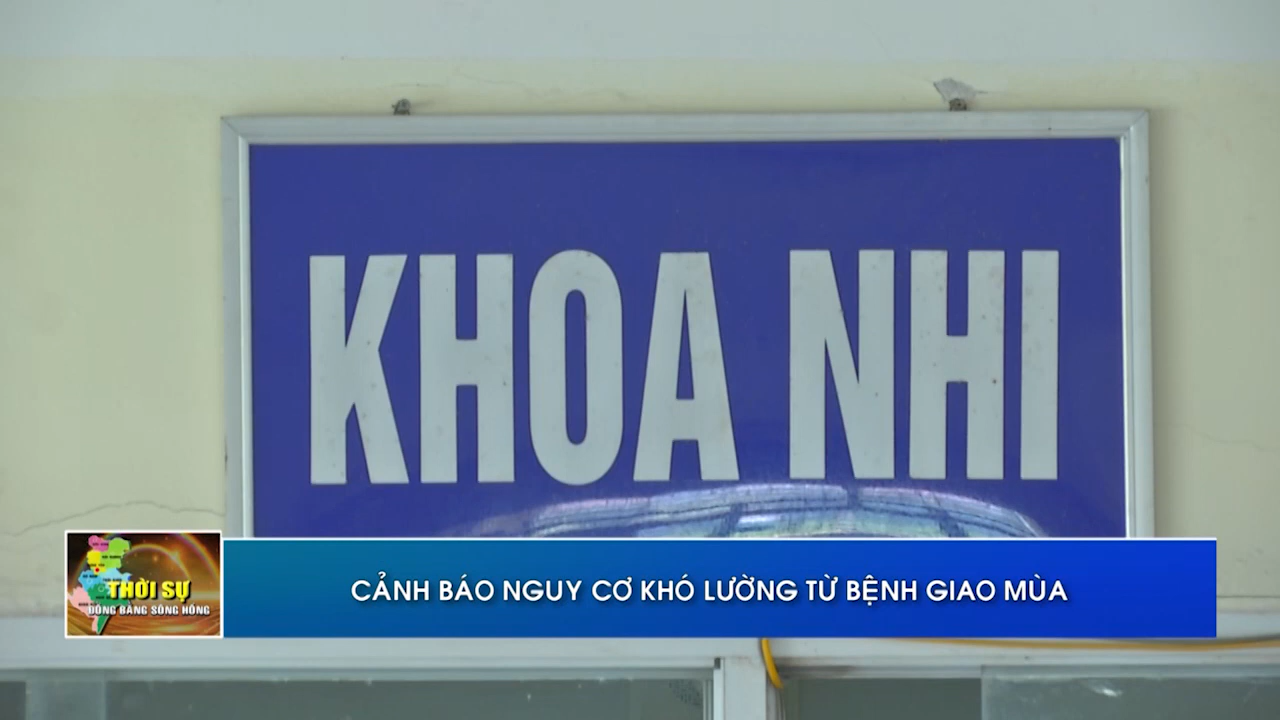 KHOA NHI
THỜI SỰ
ĐỒNG BẰNG SÔNG HỒNG
CẢNH BÁO NGUY CƠ KHÓ LƯỜNG TỪ BỆNH GIAO MÙA